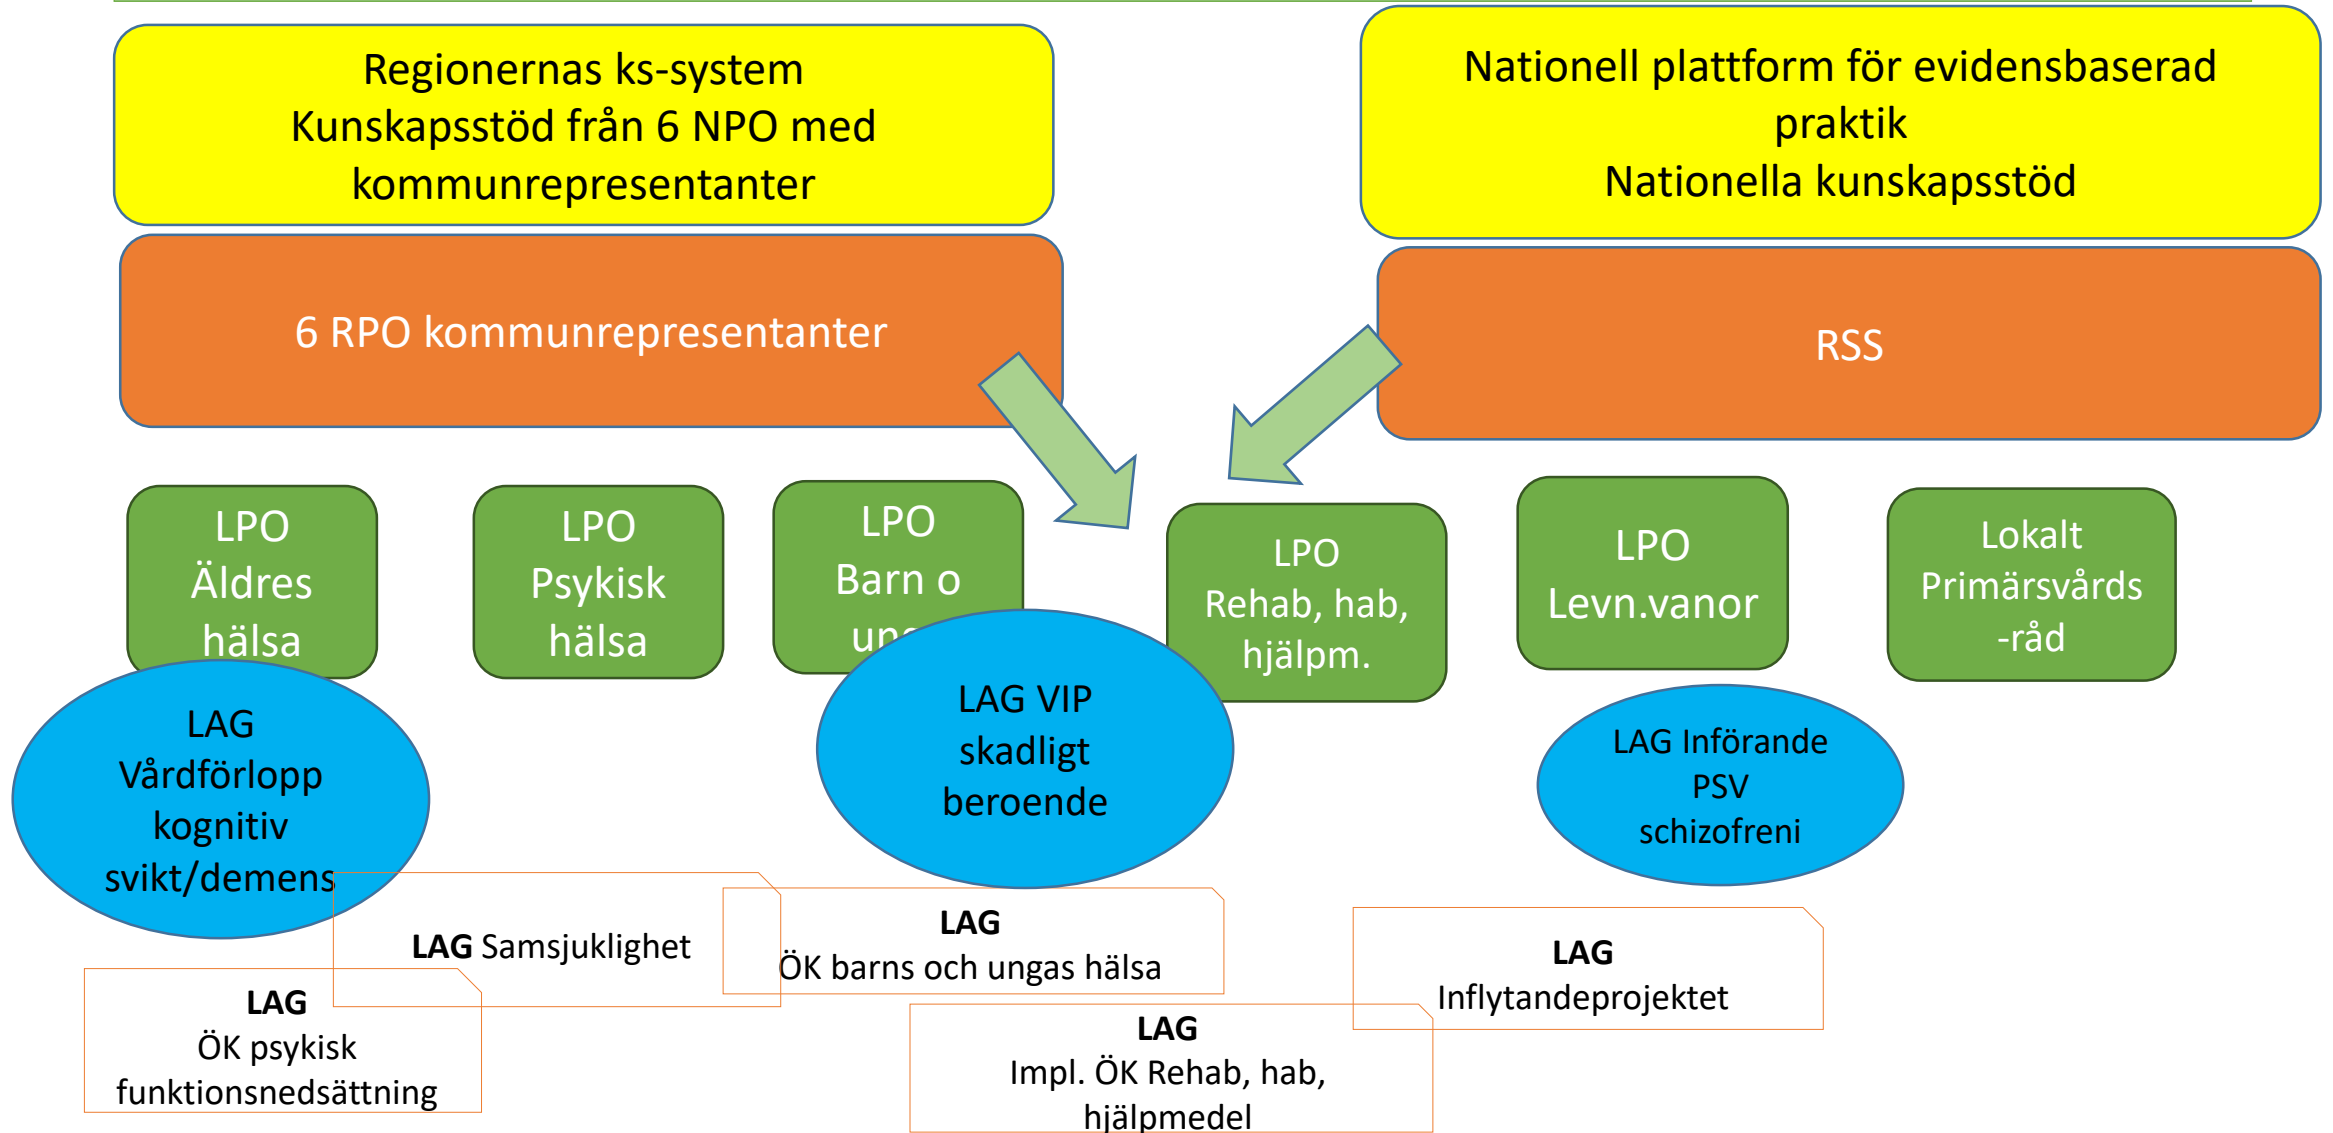 Regionernas ks-system
Kunskapsstöd från 6 NPO med
kommunrepresentanter
Nationell plattform för evidensbaserad
praktik
Nationella kunskapsstöd
6 RPO kommunrepresentanter
RSS
LPO
Äldres
hälsa
LPO
Psykisk
hälsa
LPO
Barn o
LPO
Rehab, hab,
hjälpm.
LPO
Levn.vanor
Lokalt
Primärsvårds
-råd
LAG
Vårdförlopp
kognitiv
svikt/demens
LAG VIP
skadligt
beroende
LAG Införande
PSV
schizofreni
LAG Samsjuklighet
LAG
ÖK barns och ungas hälsa
LAG
Inflytandeprojektet
LAG
ÖK psykisk
funktionsnedsättning
LAG
Impl. ÖK Rehab, hab,
hjälpmedel